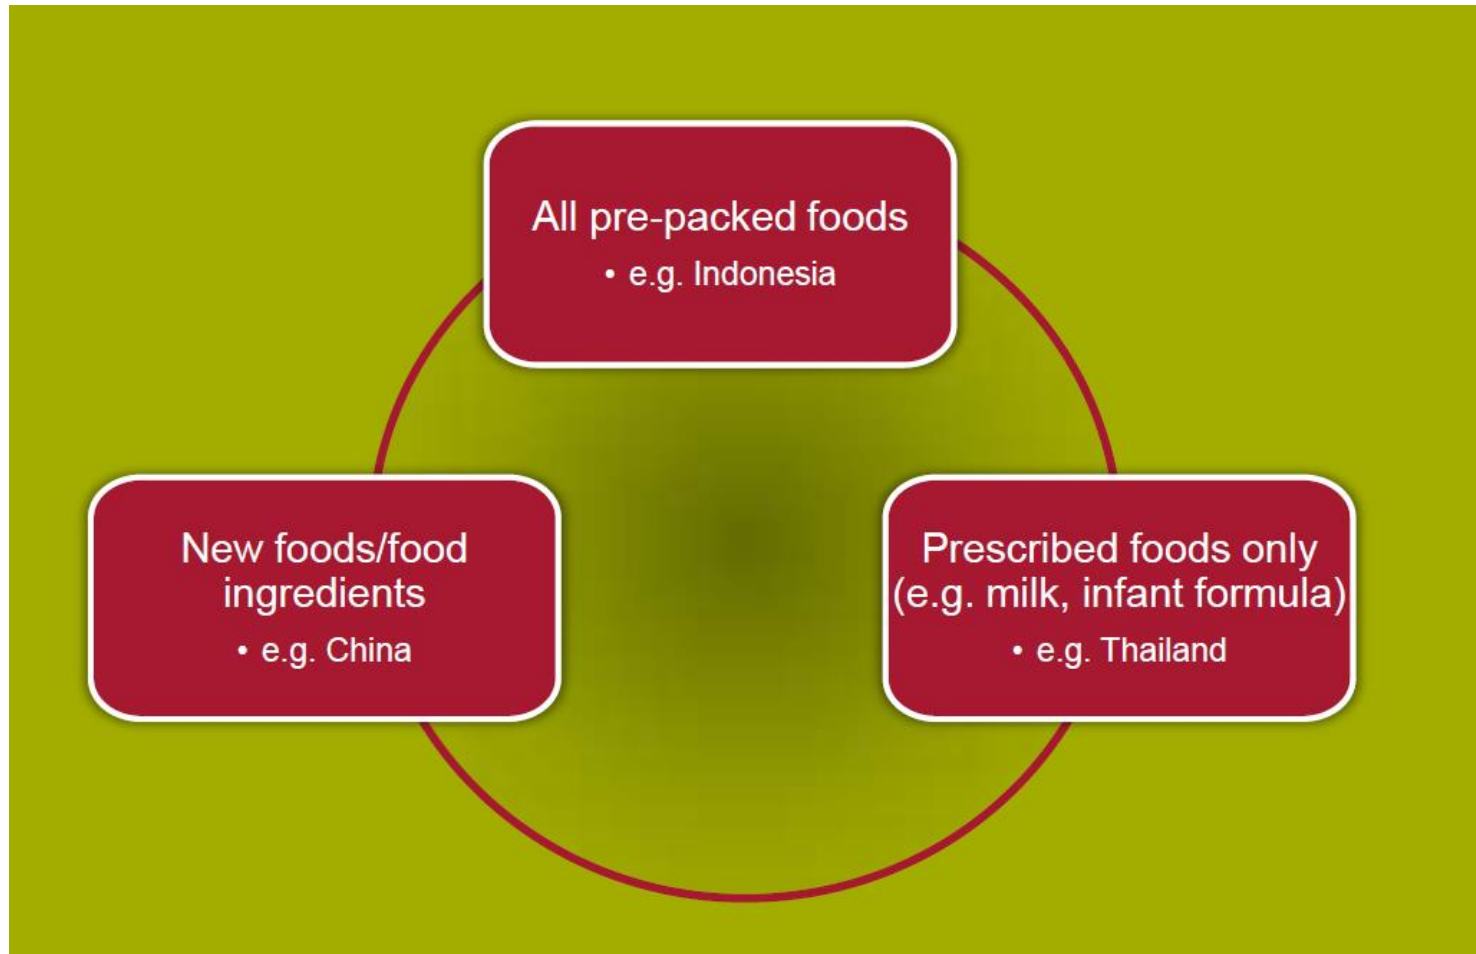 All pre-packed foods
• e.g. Indonesia
New foods/food
ingredients
• e.g. China
Prescribed foods only
(e.g. milk, infant formula)
• e.g. Thailand